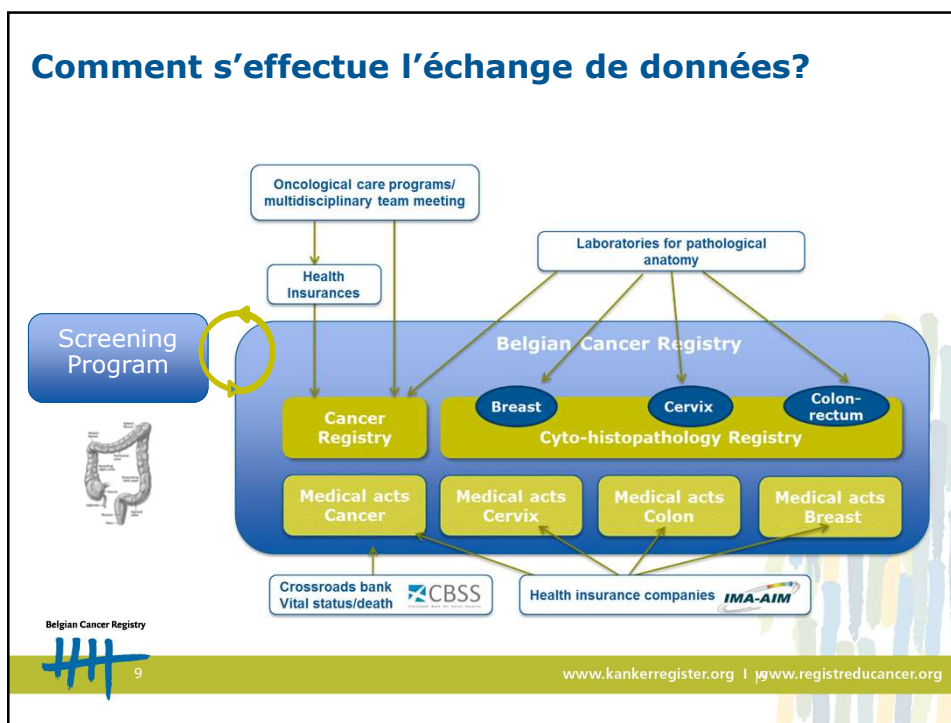 Comment s’effectue l’échange de données?
Oncological care programs/
multidisciplinary team meeting
Laboratories for pathological
anatomy
Health
Insurances
Screening
Program
Belgian Cancer Registry
Breast
Cervix
Colon-
rectum
Cancer
Registry
Cyto-histopathology Registry
Medical acts
Cancer
Medical acts
Cervix
Medical acts
Colon
Medical acts
Breast
Crossroads bank
Vital status/death
CBSS
Health insurance companies
IMA-AIM
Belgian Cancer Registry
9
www.kankerregister.org I www.registreducancer.org